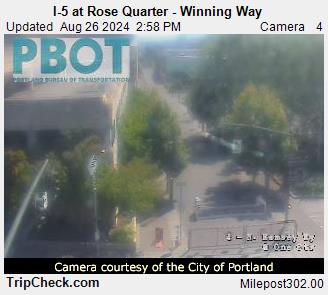 I-5 at Rose Quarter - Winning Way
Updated Aug 26 2024 2:58 PM Camera 4
PBOT
PORTLAND BUREAU OF TRANSPORTATION
Camera courtesy of the City of Portland
TripCheck.com Milepost302.00